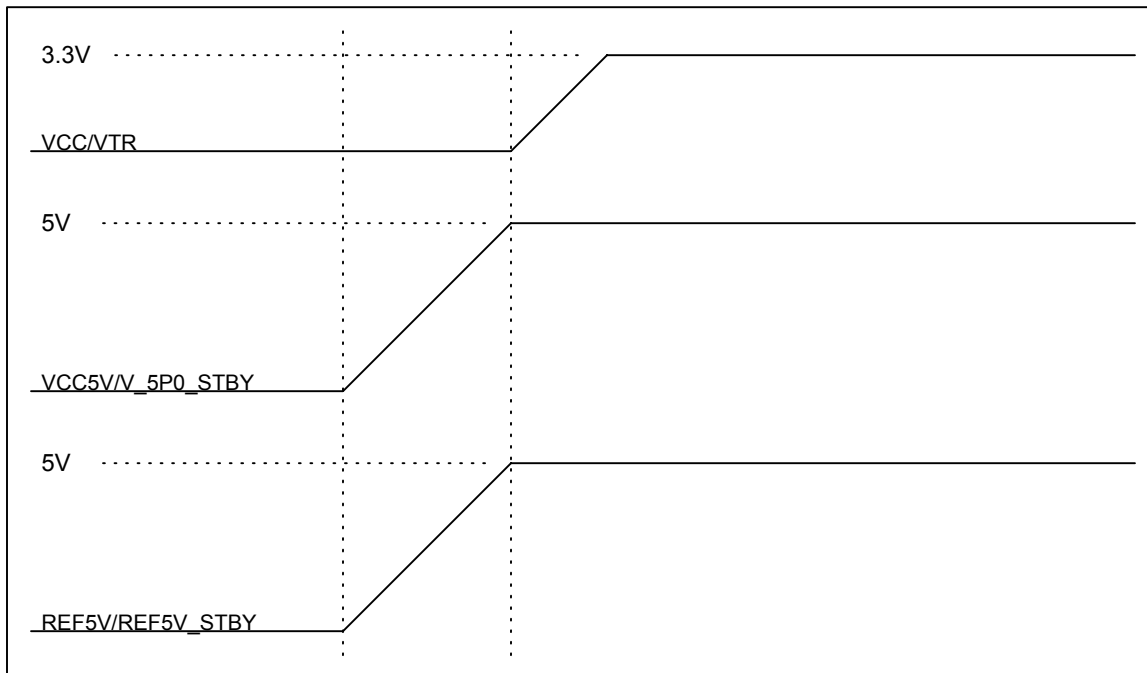 3.3V
VCC/VTR
5V
VCC5V/V_5P0_STBY
5V
REF5V/REF5V_STBY